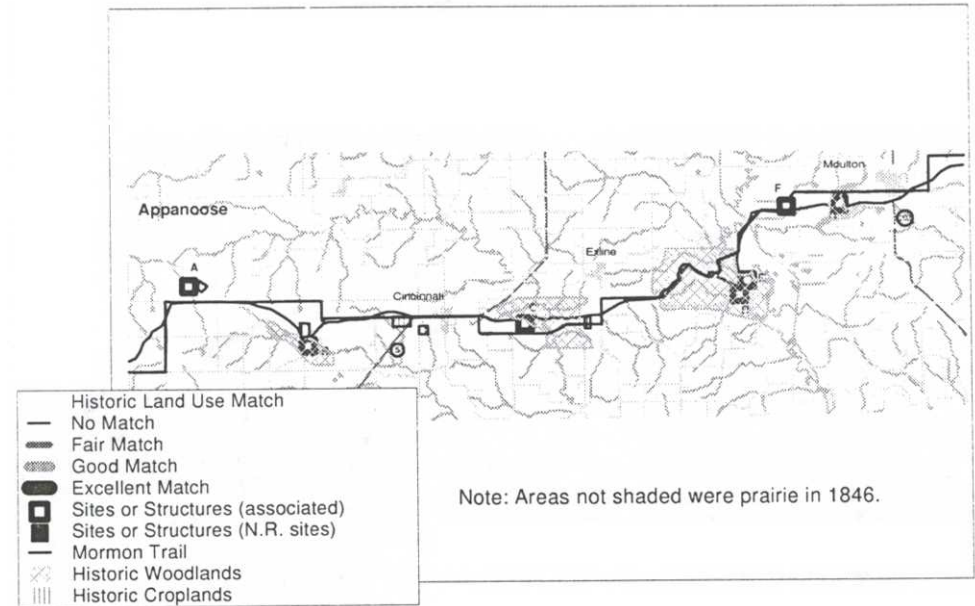 Moulton
F
Appanoose
Exline
A
Cincinnati
5
Historic Land Use Match
No Match
Fair Match
Good Match
Excellent Match
Sites or Structures (associated)
Sites or Structures (N.R. sites)
Mormon Trail
Historic Woodlands
Historic Croplands
Note: Areas not shaded were prairie in 1846.